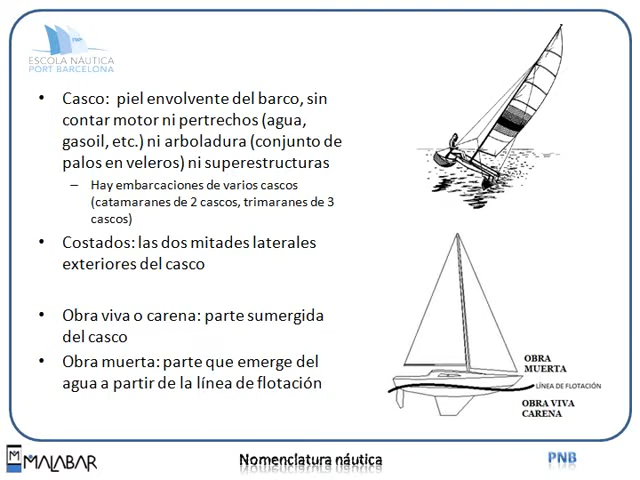 ESCOLA NÁUTICA
PORT BARCELONA
• Casco: piel envolvente del barco, sin
contar motor ni pertrechos (agua,
gasoil, etc.) ni arboladura (conjunto de
palos en veleros) ni superestructuras
– Hay embarcaciones de varios cascos
(catamaranes de 2 cascos, trimaranes de 3
cascos)
• Costados: las dos mitades laterales
exteriores del casco
• Obra viva o carena: parte sumergida
del casco
• Obra muerta: parte que emerge del
agua a partir de la línea de flotación
OBRA
MUERTA
LÍNEA DE FLOTACIÓN
OBRA VIVA
CARENA
MALABAR
Nomenclatura náutica
PNB